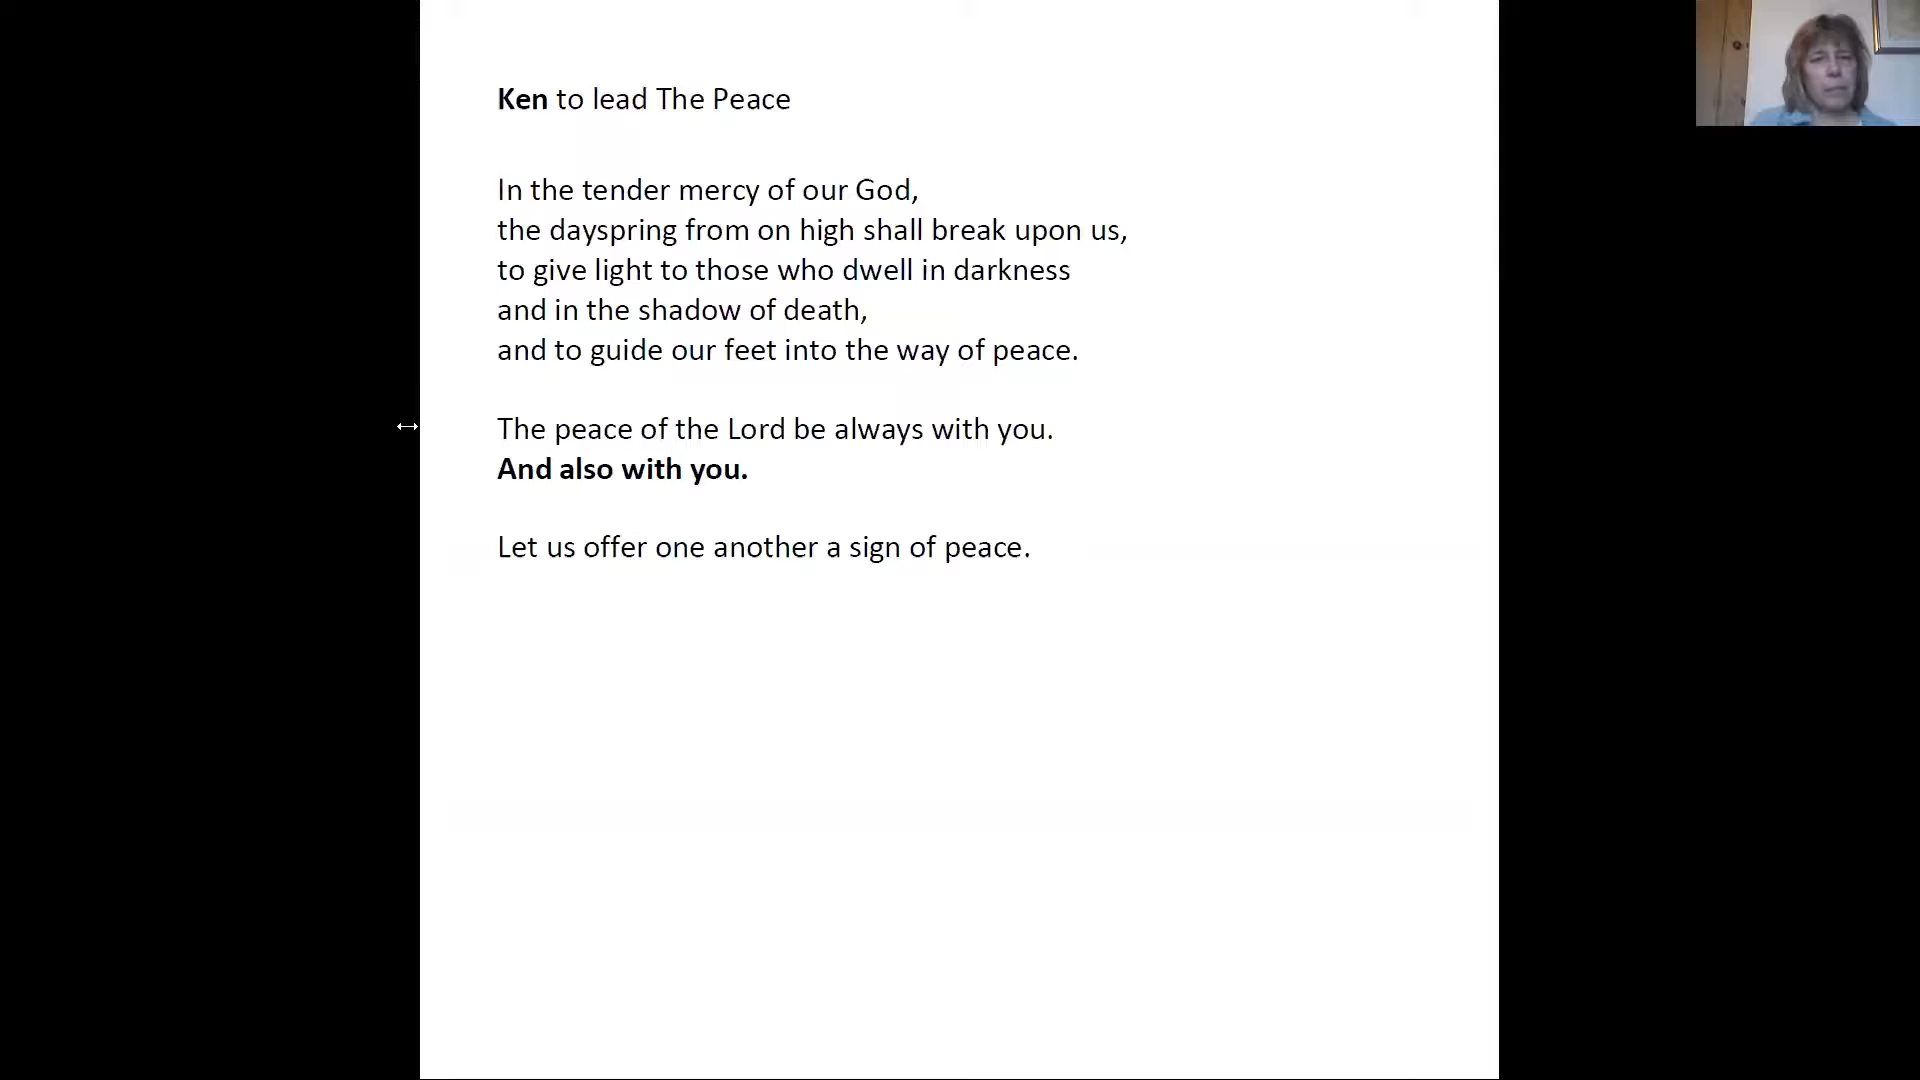 Ken to lead The Peace
In the tender mercy of our God,
the dayspring from on high shall break upon us,
to give light to those who dwell in darkness
and in the shadow of death,
and to guide our feet into the way of peace.
The peace of the Lord be always with you.
And also with you.
Let us offer one another a sign of peace.